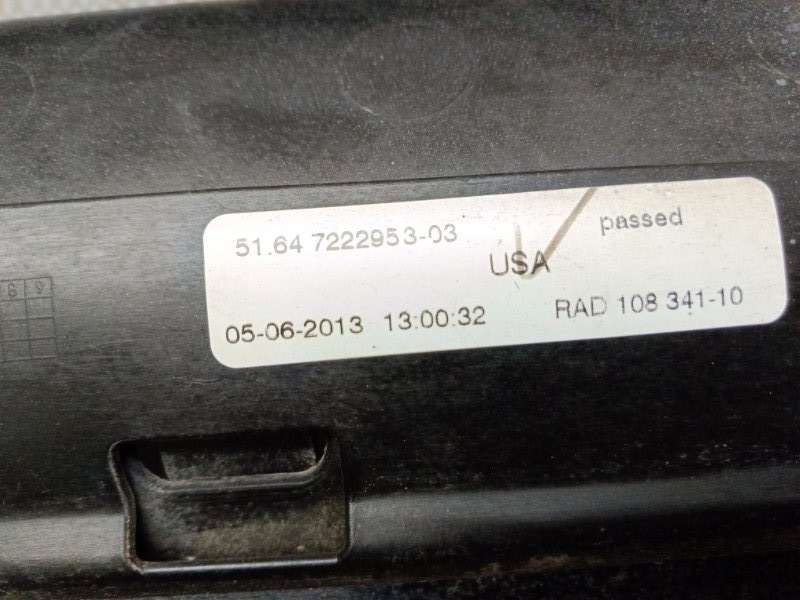 51.64 7222953-03
passed
USA
05-06-2013 13:00:32
RAD 108 341-10